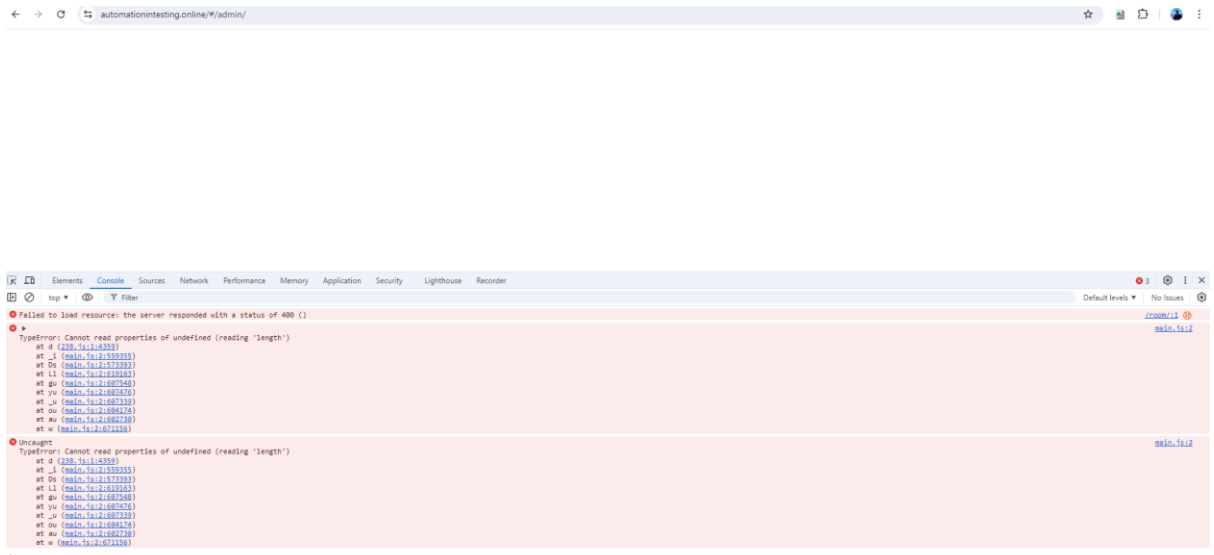 automationintesting.online/#/admin/
Elements Console Sources Network Performance Memory Application Security Lighthouse Recorder 3
top Filter Default levels No Issues
Failed to load resource: the server responded with a status of 400 () /room/:1
main.js:2
TypeError: Cannot read properties of undefined (reading 'length')
at d (238.js:1:4359)
at _i (main.js:2:559355)
at Ds (main.js:2:573393)
at Ll (main.js:2:619163)
at gu (main.js:2:607548)
at yu (main.js:2:607476)
at _u (main.js:2:607339)
at ou (main.js:2:604174)
at au (main.js:2:602730)
at w (main.js:2:671156)
Uncaught main.js:2
TypeError: Cannot read properties of undefined (reading 'length')
at d (238.js:1:4359)
at _i (main.js:2:559355)
at Ds (main.js:2:573393)
at Ll (main.js:2:619163)
at gu (main.js:2:607548)
at yu (main.js:2:607476)
at _u (main.js:2:607339)
at ou (main.js:2:604174)
at au (main.js:2:602730)
at w (main.js:2:671156)